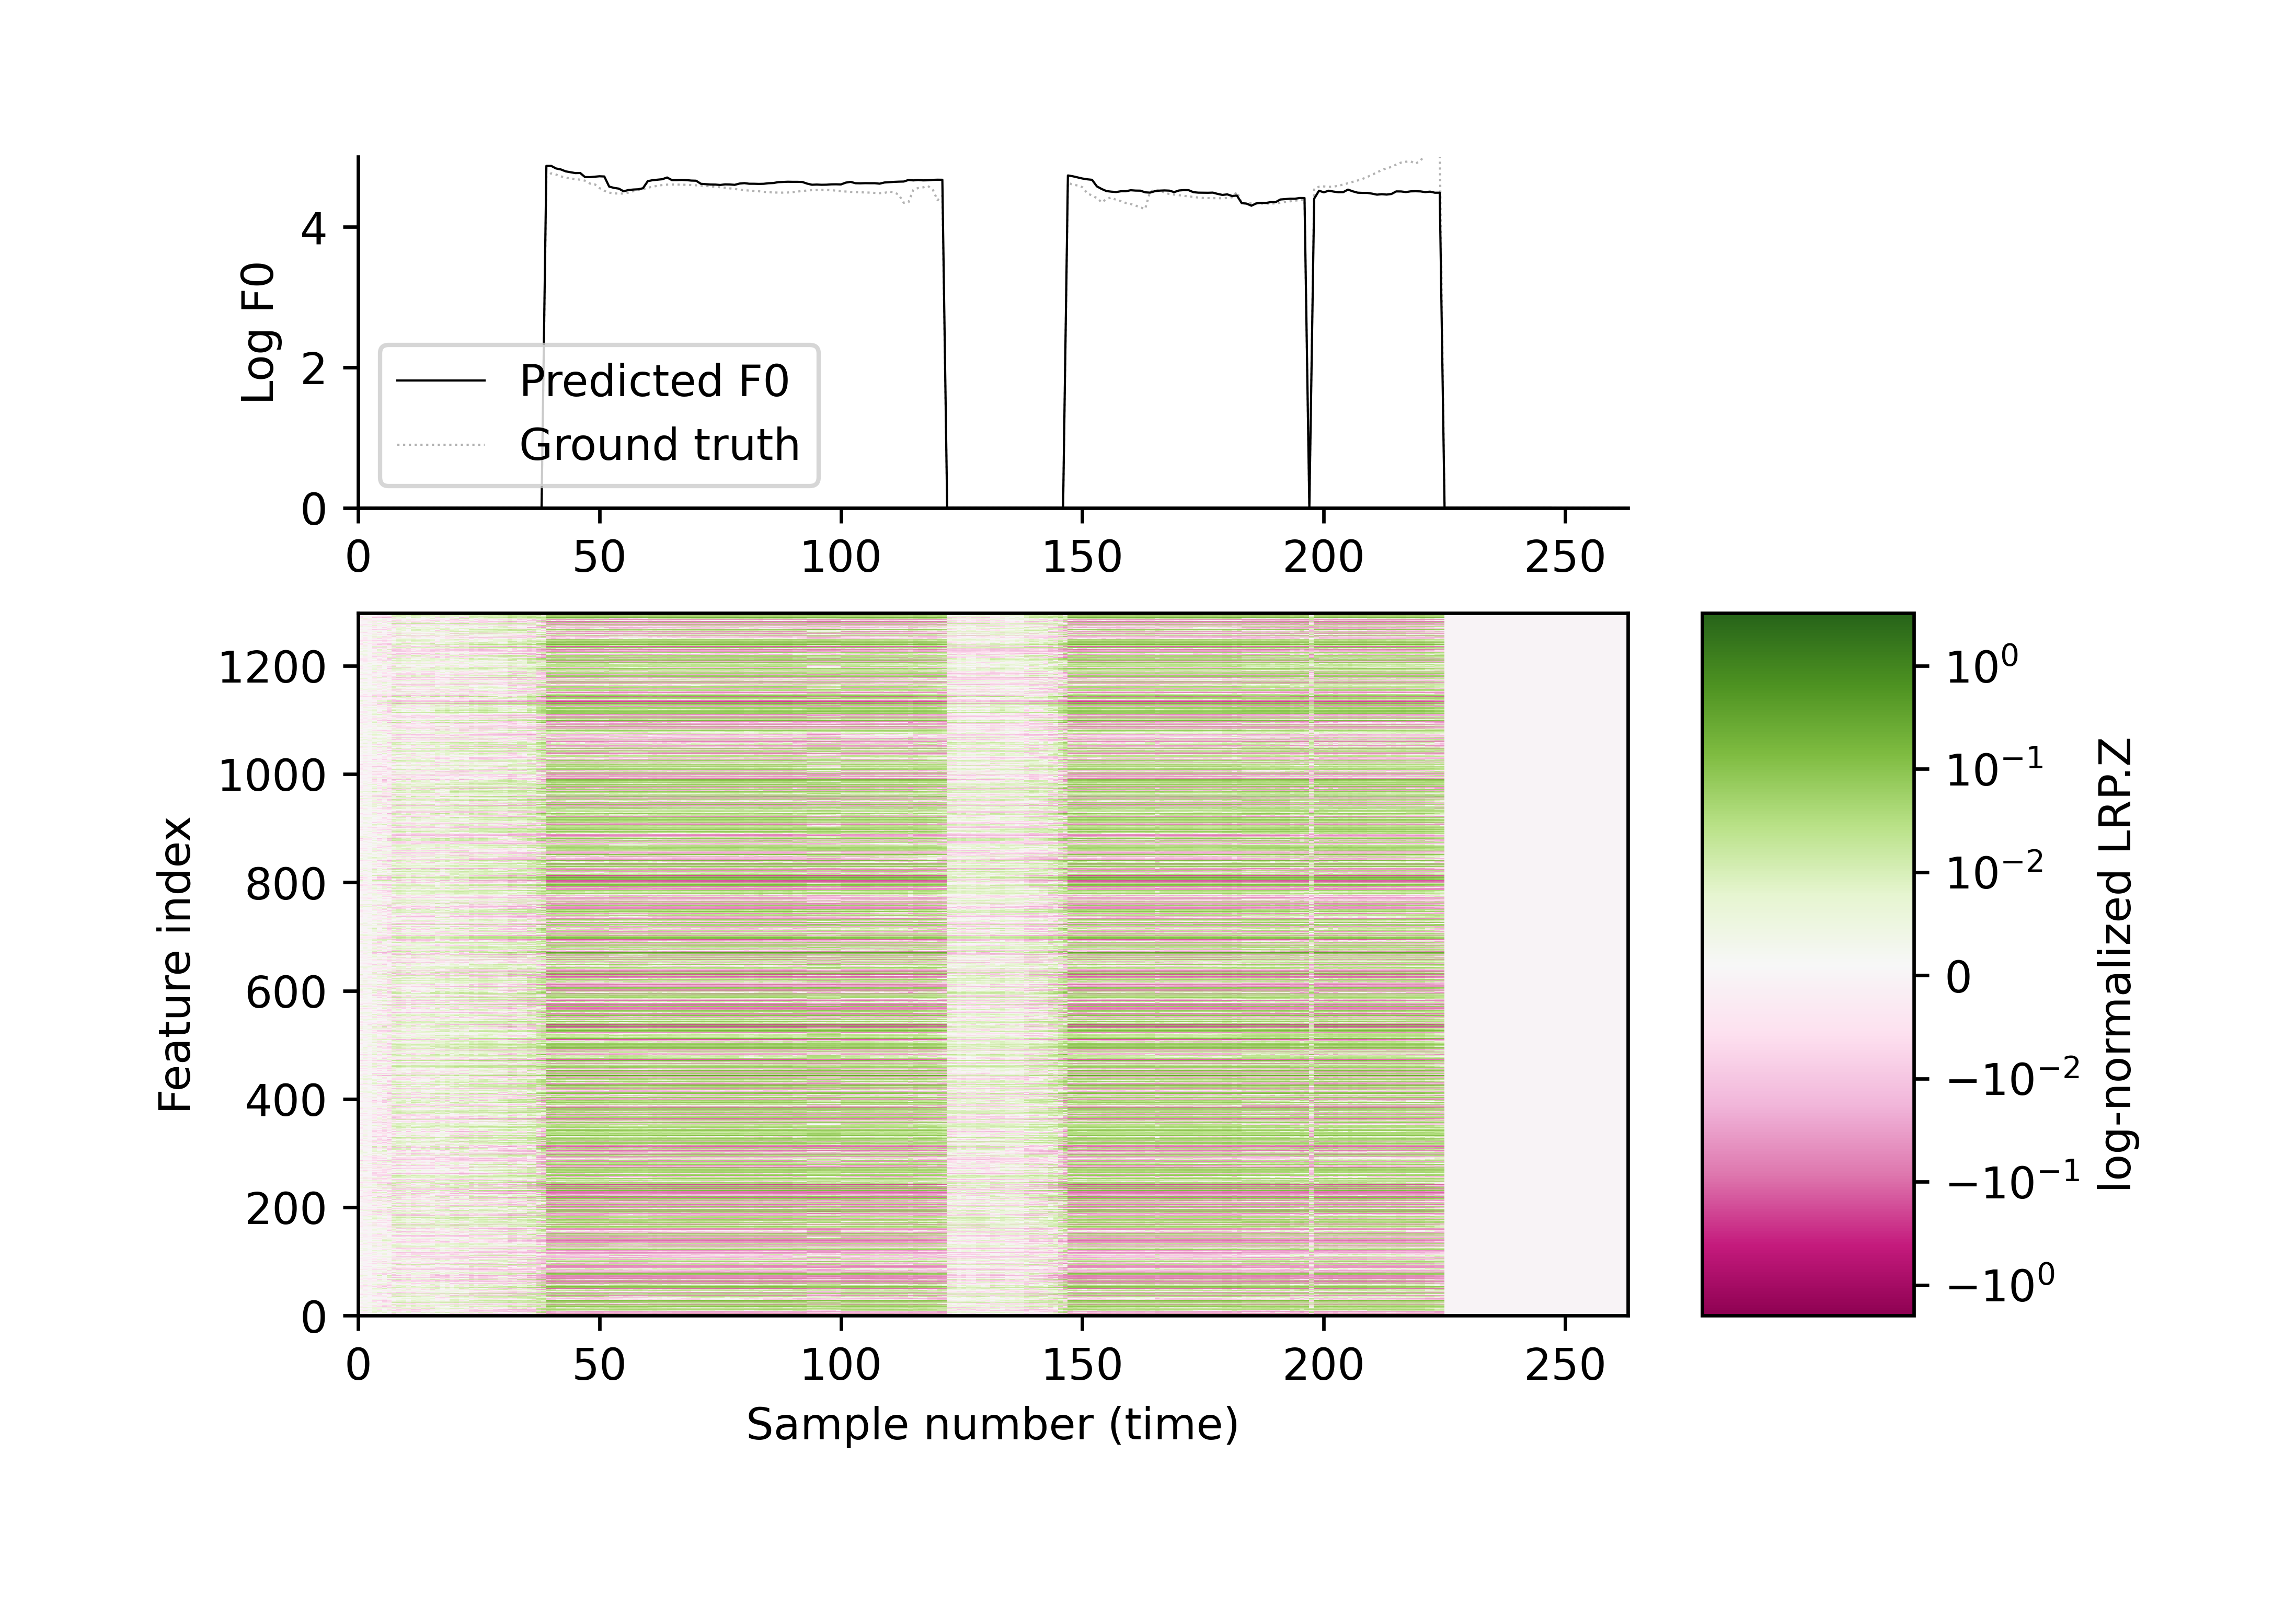 Log F0
4
2
0
Predicted F0
Ground truth
0 50 100 150 200 250
Feature index
1200
1000
800
600
400
200
0
0 50 100 150 200 250
Sample number (time)
10⁰
10⁻¹
10⁻²
0
−10⁻²
−10⁻¹
−10⁰
log-normalized LRP.Z